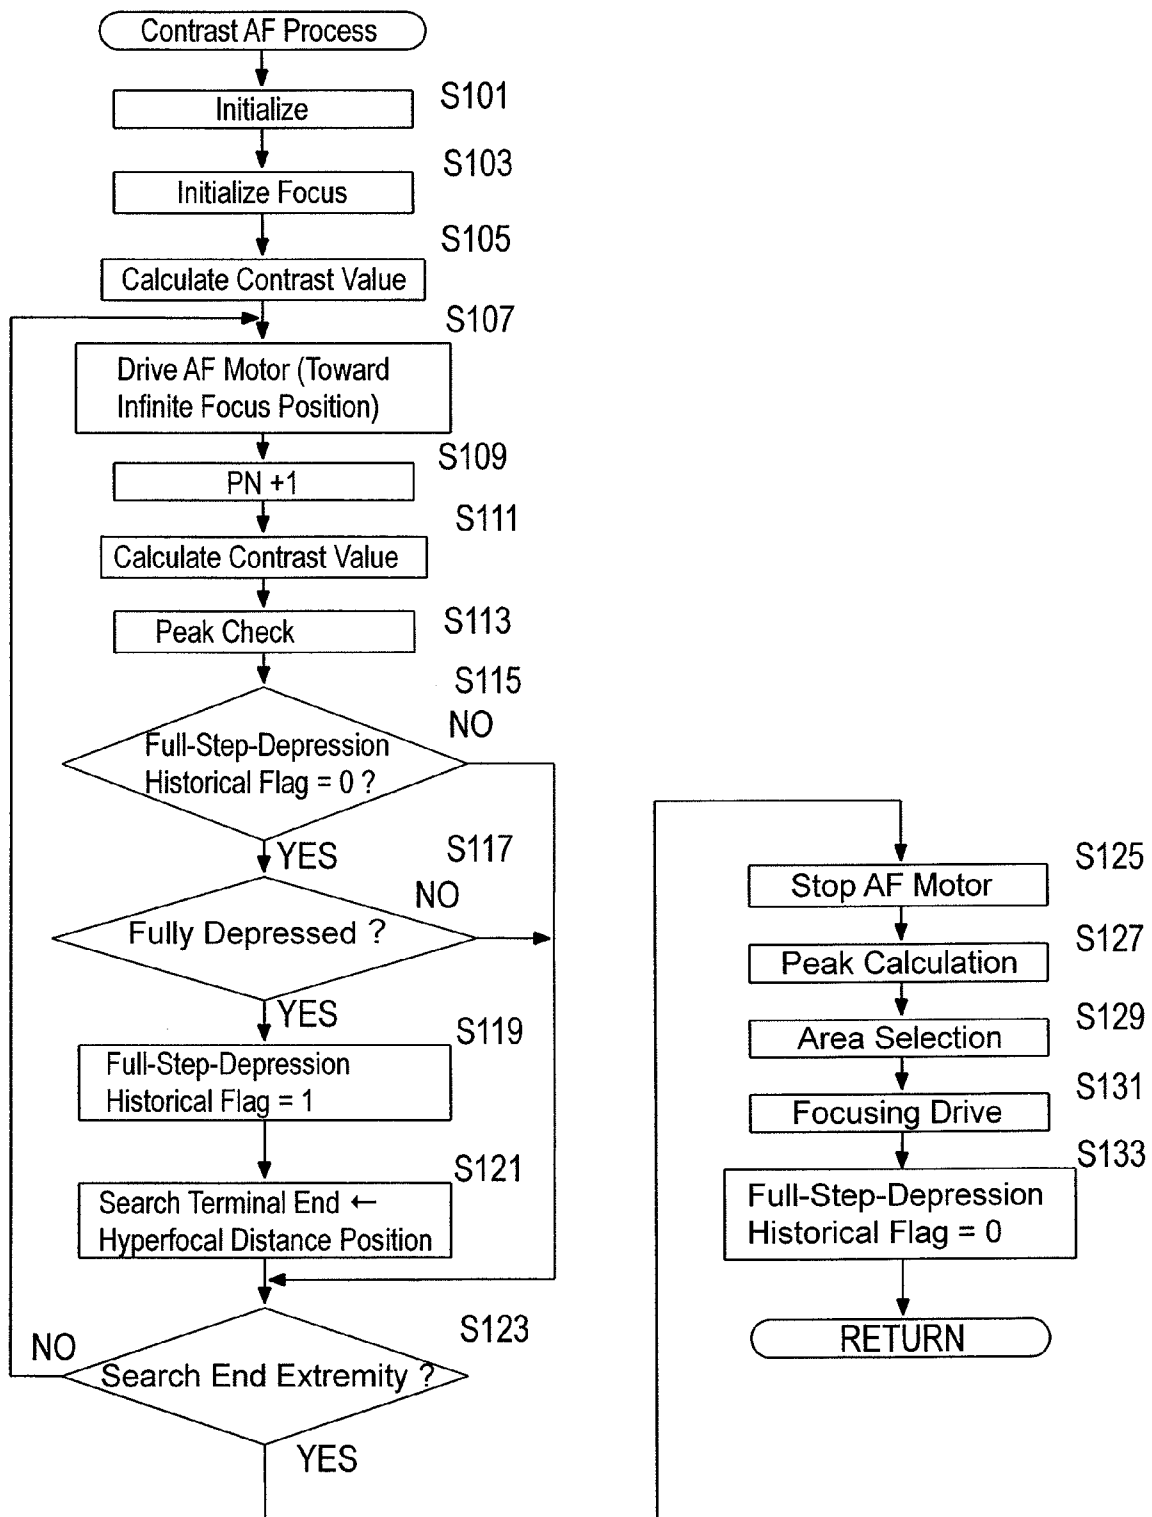 Contrast AF Process
S101
Initialize
S103
Initialize Focus
S105
Calculate Contrast Value
S107
Drive AF Motor (Toward
Infinite Focus Position)
S109
PN +1
S111
Calculate Contrast Value
S113
Peak Check
S115
NO
Full-Step-Depression
Historical Flag = 0 ?
YES
S117
NO
Fully Depressed ?
YES
S119
Full-Step-Depression
Historical Flag = 1
S121
Search Terminal End ←
Hyperfocal Distance Position
S123
NO
Search End Extremity ?
YES
S125
Stop AF Motor
S127
Peak Calculation
S129
Area Selection
S131
Focusing Drive
S133
Full-Step-Depression
Historical Flag = 0
RETURN